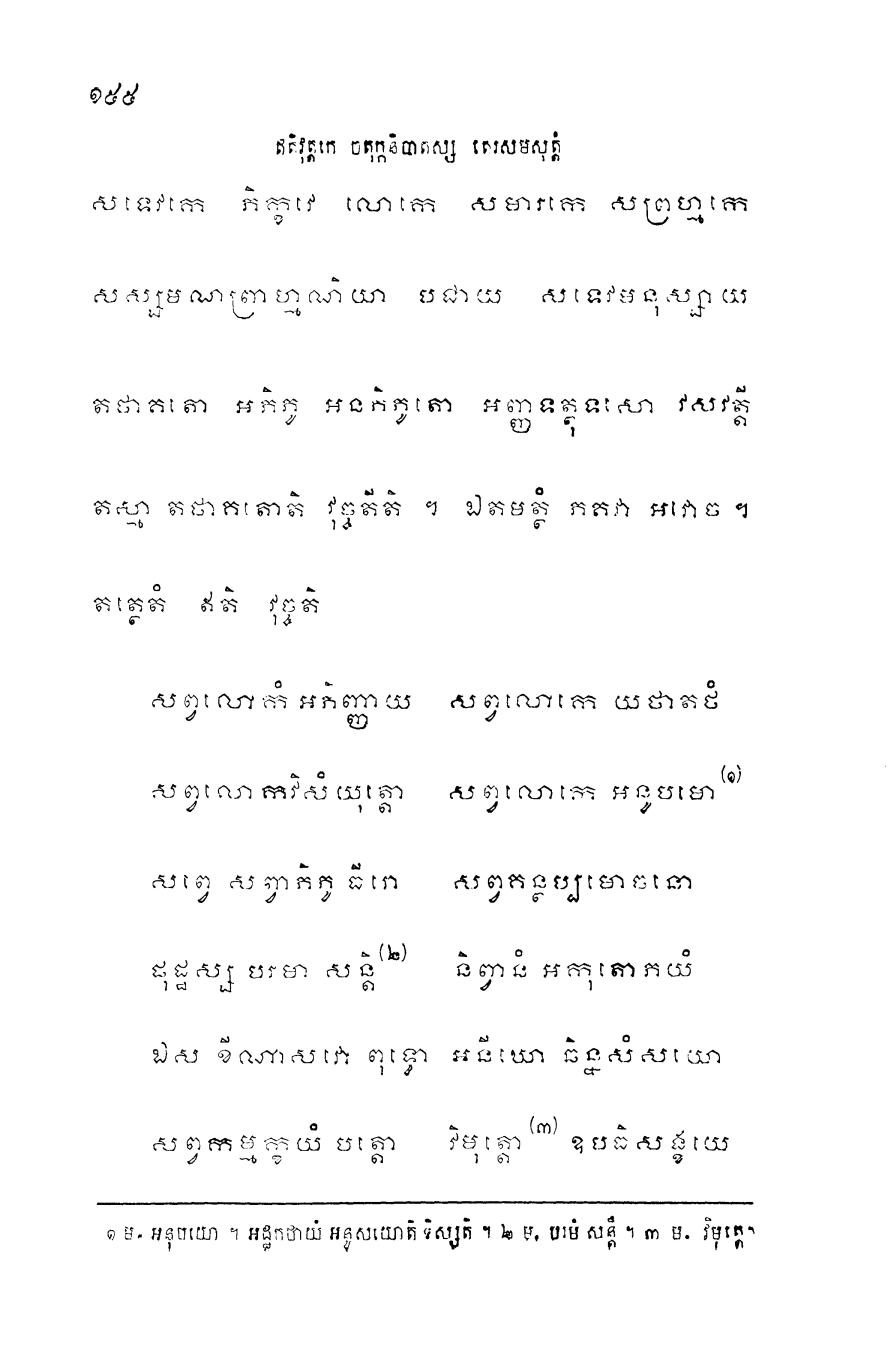 ១៤៤
ឥតិវុត្តកេ ចតុក្កនិបាតស្ស តេរសមសុត្តំ
សទេវកេ ភិក្ខវេ លោកេ សមារកេ សព្រហ្មកេ
សស្សមណព្រាហ្មណិយា បជាយ សទេវមនុស្សាយ
តថាគតោ អភិភូ អនភិភូតោ អញ្ញទត្ថុទសោ វសវត្តី
តស្មា តថាគតោតិ វុច្ចតីតិ ។ ឯតមត្ថំ ភគវា អវោច ។
តត្ថេតំ ឥតិ វុច្ចតិ
សព្វលោកំ អភិញ្ញាយ សព្វលោកេ យថាតថំ
សព្វលោកវិសំយុត្តោ សព្វលោកេ អនូបមោ(១)
សព្វេ សព្វាភិភូ ធីរោ សព្វគន្ថប្បមោចនោ
ផុដ្ឋស្ស បរមា សន្តិ(២) និព្វានំ អកុតោភយំ
ឯស ខីណាសវោ ពុទ្ធោ អនីឃោ ឆិន្នសំសយោ
សព្វកម្មក្ខយំ បត្តោ វិមុត្តោ(៣) ឧបធិសង្ខយេ
១ ម. អនុបយោ ។ អដ្ឋកថាយំ អនូសយោតិ ទិស្សតិ ។ ២ ម. បរមំ សន្តឹ ។ ៣ ម. វិមុត្តេ។